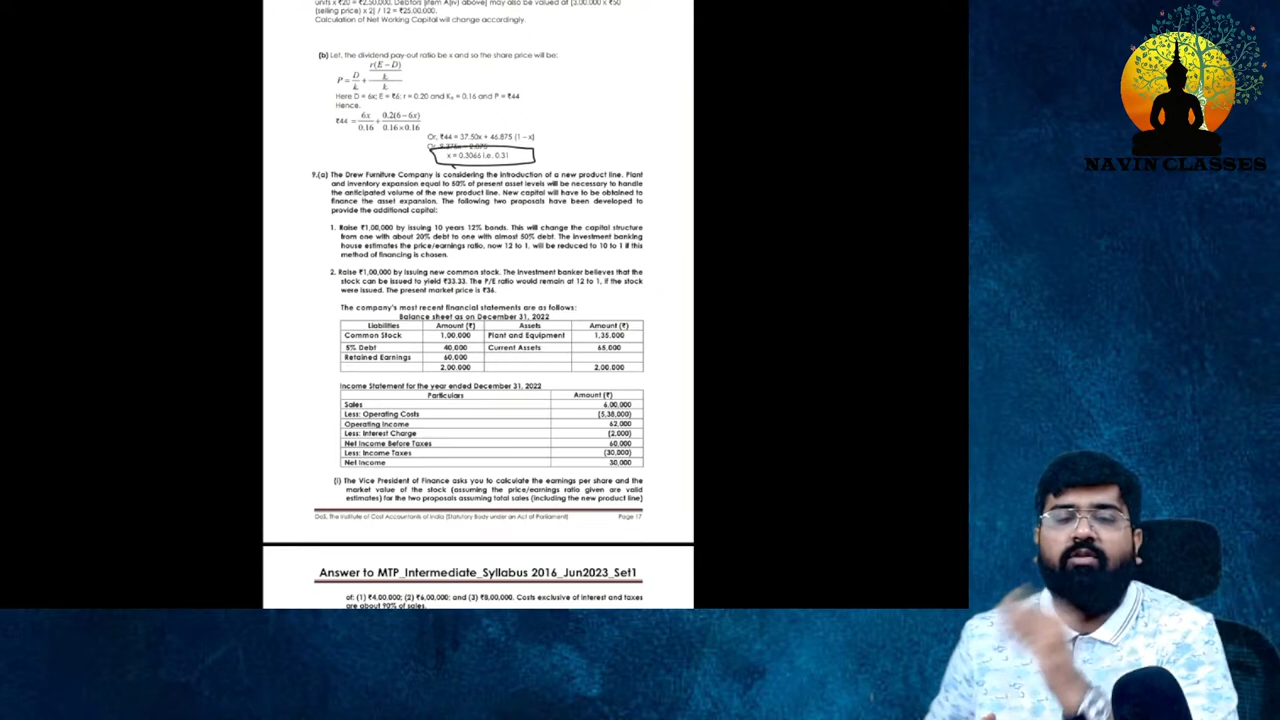 units x ₹20 = ₹2,50,000. Debtors [item A(iv) above] may also be valued at [3,00,000 x ₹50
(selling price) x 2] / 12 = ₹25,00,000.
Calculation of Net Working Capital will change accordingly.
(b) Let, the dividend pay-out ratio be x and so the share price will be:
P = D/k + (r(E – D)/k)/k
Here D = 6x; E = ₹6; r = 0.20 and Kₑ = 0.16 and P = ₹44
Hence,
₹44 = 6x/0.16 + 0.2(6 – 6x)/0.16 x 0.16
Or, ₹44 = 37.50x + 46.875 (1 – x)
Or, 9.375x = 2.875
x = 0.3066 i.e. 0.31
9.(a) The Drew Furniture Company is considering the introduction of a new product line. Plant
and inventory expansion equal to 50% of present asset levels will be necessary to handle
the anticipated volume of the new product line. New capital will have to be obtained to
finance the asset expansion. The following two proposals have been developed to
provide the additional capital:
1. Raise ₹1,00,000 by issuing 10 years 12% bonds. This will change the capital structure
from one with about 20% debt to one with almost 50% debt. The investment banking
house estimates the price/earnings ratio, now 12 to 1, will be reduced to 10 to 1 if this
method of financing is chosen.
2. Raise ₹1,00,000 by issuing new common stock. The investment banker believes that the
stock can be issued to yield ₹33.33. The P/E ratio would remain at 12 to 1, if the stock
were issued. The present market price is ₹36.
The company's most recent financial statements are as follows:
Balance sheet as on December 31, 2022
Liabilities Amount (₹) Assets Amount (₹)
Common Stock 1,00,000 Plant and Equipment 1,35,000
5% Debt 40,000 Current Assets 65,000
Retained Earnings 60,000
2,00,000 2,00,000
Income Statement for the year ended December 31, 2022
Particulars Amount (₹)
Sales 6,00,000
Less: Operating Costs (5,38,000)
Operating Income 62,000
Less: Interest Charge (2,000)
Net Income Before Taxes 60,000
Less: Income Taxes (30,000)
Net Income 30,000
(i) The Vice President of Finance asks you to calculate the earnings per share and the
market value of the stock (assuming the price/earnings ratio given are valid
estimates) for the two proposals assuming total sales (including the new product line)
DoS, The Institute of Cost Accountants of India (Statutory Body under an Act of Parliament) Page 17
Answer to MTP_Intermediate_Syllabus 2016_Jun2023_Set1
of: (1) ₹4,00,000; (2) ₹6,00,000; and (3) ₹8,00,000. Costs exclusive of interest and taxes
are about 90% of sales.
NAVIN CLASSES